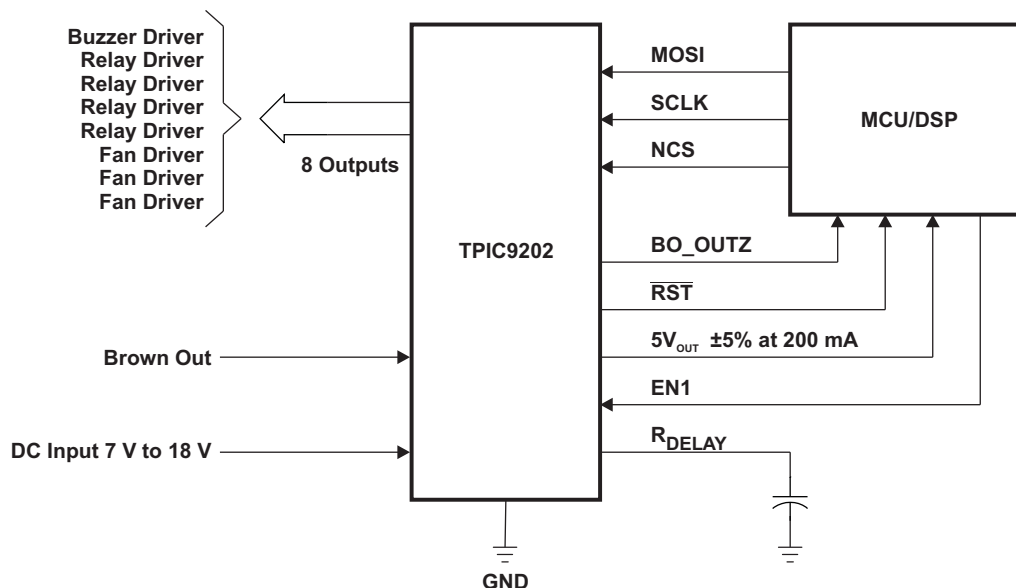 Buzzer Driver
Relay Driver
Relay Driver
Relay Driver
Relay Driver
Fan Driver
Fan Driver
Fan Driver
8 Outputs
Brown Out
DC Input 7 V to 18 V
TPIC9202
GND
MOSI
SCLK
NCS
MCU/DSP
BO_OUTZ
RST
5VOUT ±5% at 200 mA
EN1
RDELAY